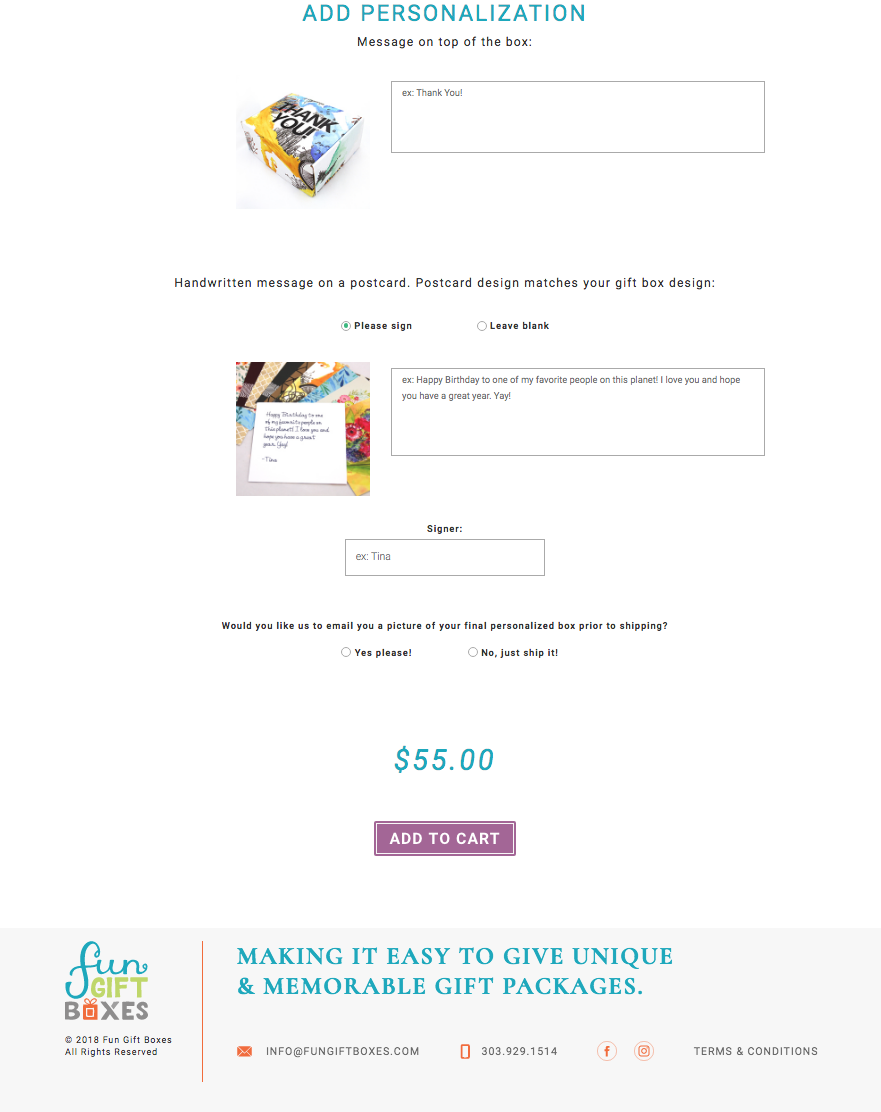 ADD PERSONALIZATION
Message on top of the box:
THANK
YOU!
ex: Thank You!
Handwritten message on a postcard. Postcard design matches your gift box design:
Please sign
Leave blank
Happy Birthday to one
of my favorite people on
this planet! I love you and
hope you have a great
year. Yay!
-Tina
ex: Happy Birthday to one of my favorite people on this planet! I love you and hope
you have a great year. Yay!
Signer:
ex: Tina
Would you like us to email you a picture of your final personalized box prior to shipping?
Yes please!
No, just ship it!
$55.00
ADD TO CART
fun
GIFT
BOXES
© 2018 Fun Gift Boxes
All Rights Reserved
MAKING IT EASY TO GIVE UNIQUE
& MEMORABLE GIFT PACKAGES.
INFO@FUNGIFTBOXES.COM
303.929.1514
TERMS & CONDITIONS